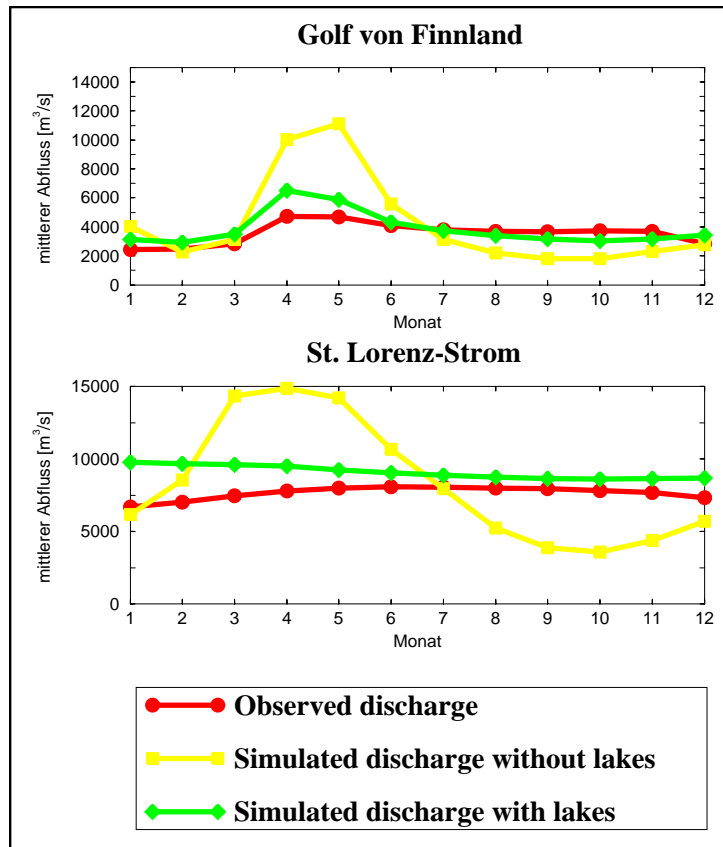 Golf von Finnland
mittlerer Abfluss [m³/s]
14000
12000
10000
8000
6000
4000
2000
0
1 2 3 4 5 6 7 8 9 10 11 12
Monat
St. Lorenz-Strom
mittlerer Abfluss [m³/s]
15000
10000
5000
0
1 2 3 4 5 6 7 8 9 10 11 12
Monat
Observed discharge
Simulated discharge without lakes
Simulated discharge with lakes